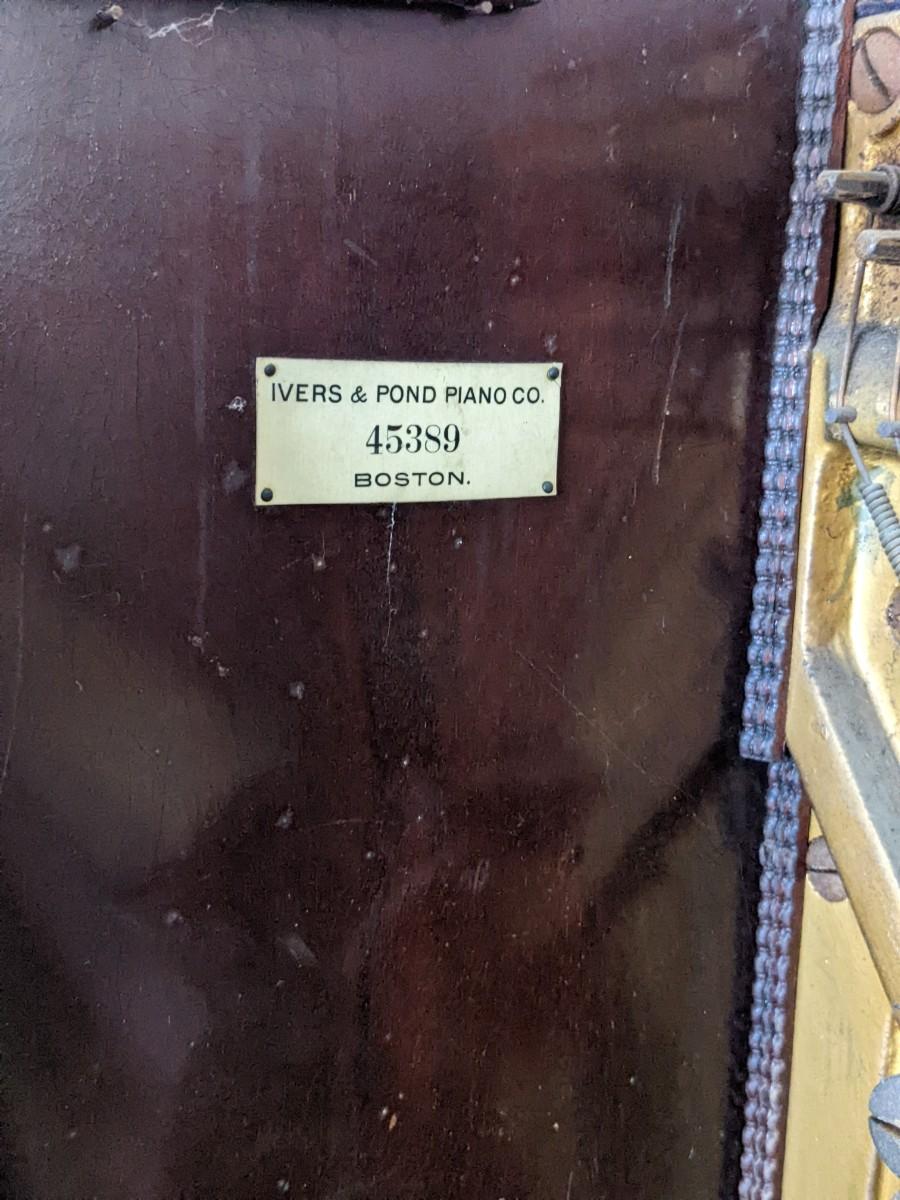 IVERS & POND PIANO CO.
45389
BOSTON.